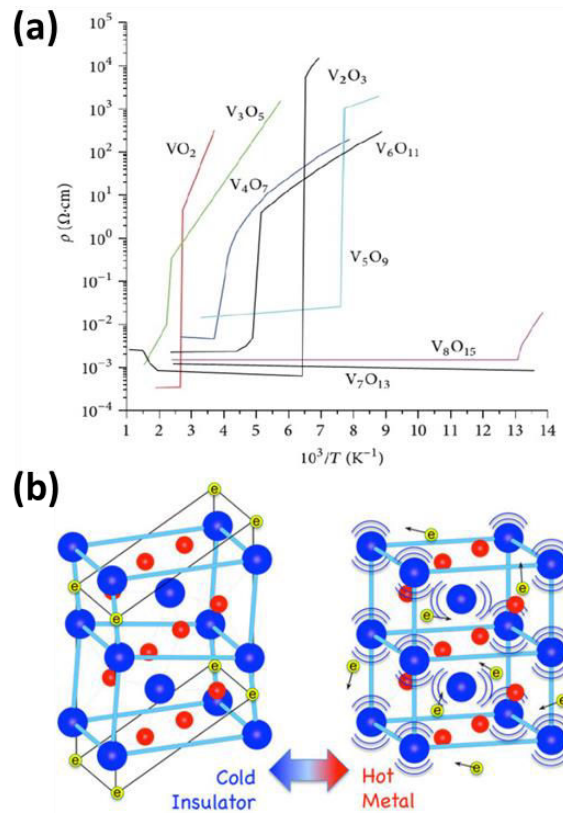 (a)
10⁵
10⁴
10³
10²
10¹
10⁰
10⁻¹
10⁻²
10⁻³
10⁻⁴
ρ (Ω·cm)
V₂O₃
V₃O₅
VO₂
V₆O₁₁
V₄O₇
V₅O₉
V₈O₁₅
V₇O₁₃
1 2 3 4 5 6 7 8 9 10 11 12 13 14
10³/T (K⁻¹)
(b)
e e
e
e
e e
e
e
e
e
e
e
e
e
e
e
e
Cold Hot
Insulator Metal